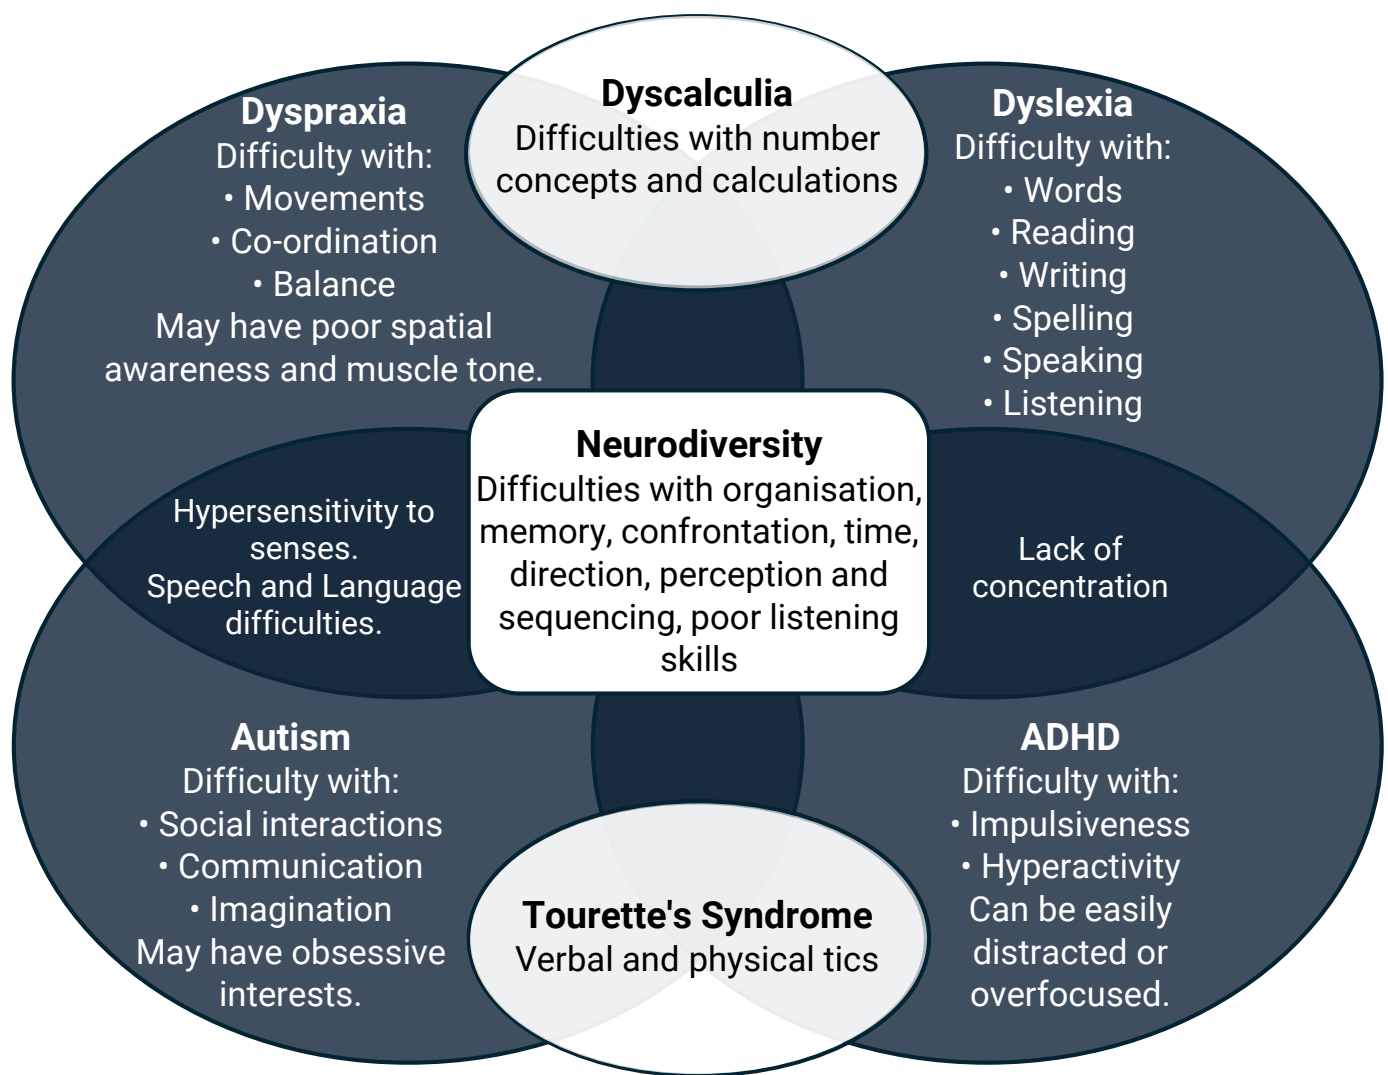 Dyspraxia
Difficulty with:
• Movements
• Co-ordination
• Balance
May have poor spatial
awareness and muscle tone.
Dyscalculia
Difficulties with number
concepts and calculations
Dyslexia
Difficulty with:
• Words
• Reading
• Writing
• Spelling
• Speaking
• Listening
Hypersensitivity to
senses.
Speech and Language
difficulties.
Neurodiversity
Difficulties with organisation,
memory, confrontation, time,
direction, perception and
sequencing, poor listening
skills
Lack of
concentration
Autism
Difficulty with:
• Social interactions
• Communication
• Imagination
May have obsessive
interests.
Tourette's Syndrome
Verbal and physical tics
ADHD
Difficulty with:
• Impulsiveness
• Hyperactivity
Can be easily
distracted or
overfocused.